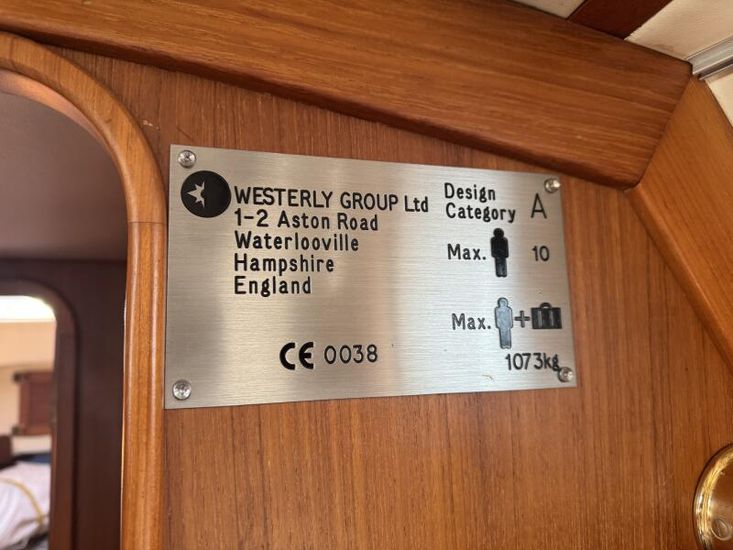 WESTERLY GROUP Ltd
1-2 Aston Road
Waterlooville
Hampshire
England
CE 0038
Design
Category A
Max. 10
Max. +
1073kg